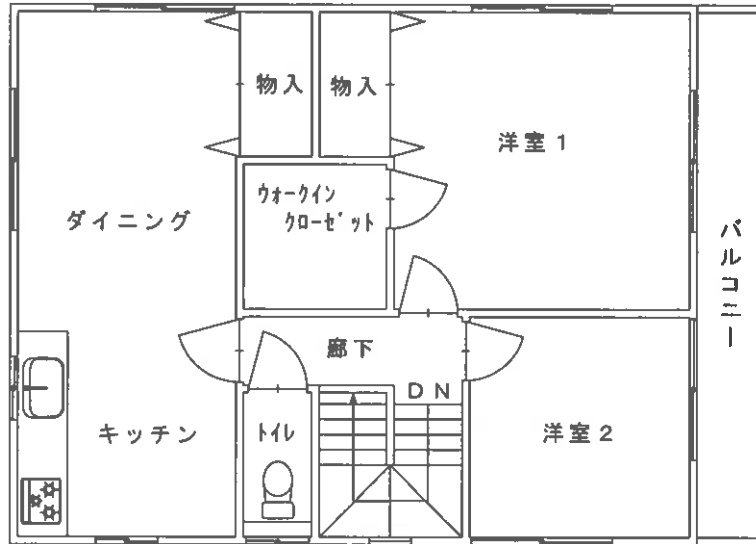 物入
物入
洋室1
ウォークイン
クローゼット
ダイニング
バルコニー
廊下
DN
キッチン
トイレ
洋室2